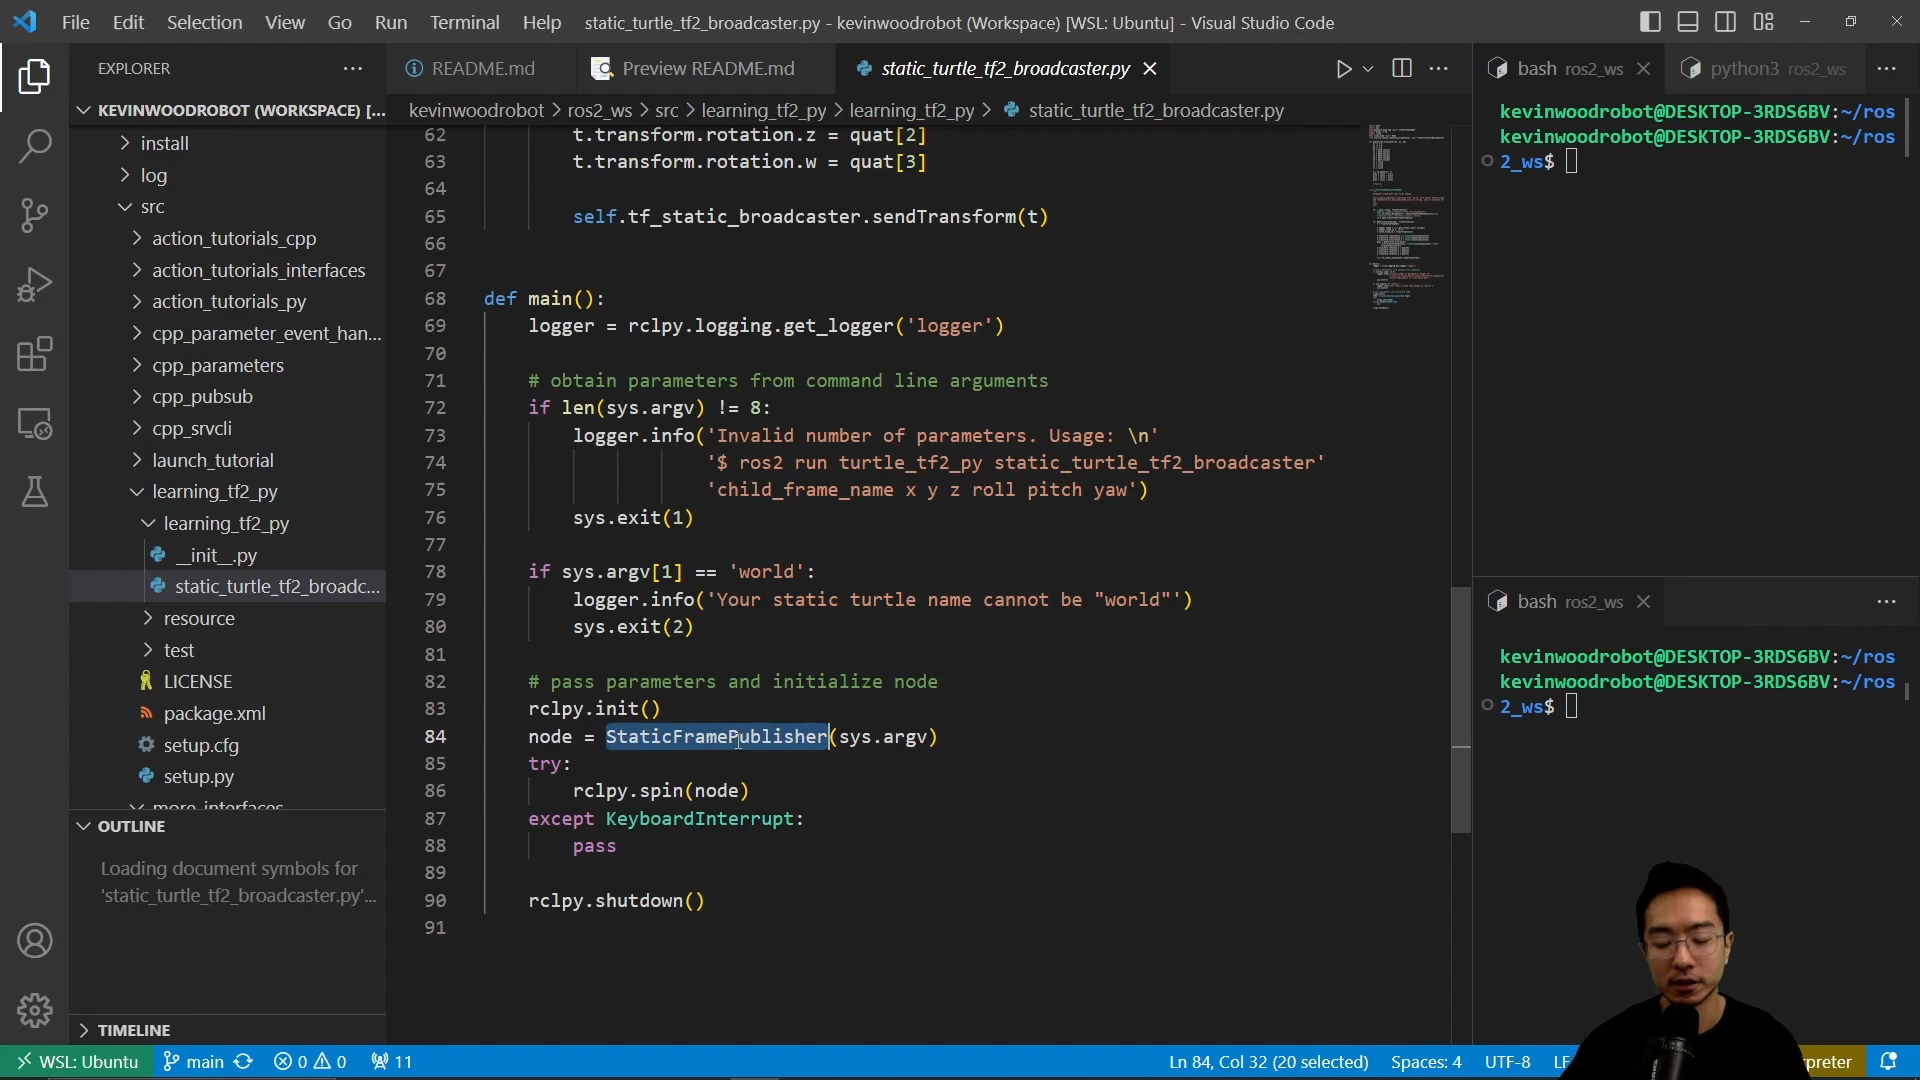 File Edit Selection View Go Run Terminal Help static_turtle_tf2_broadcaster.py - kevinwoodrobot (Workspace) [WSL: Ubuntu] - Visual Studio Code
EXPLORER
KEVINWOODROBOT (WORKSPACE) [...
install
log
src
action_tutorials_cpp
action_tutorials_interfaces
action_tutorials_py
cpp_parameter_event_han...
cpp_parameters
cpp_pubsub
cpp_srvcli
launch_tutorial
learning_tf2_py
learning_tf2_py
__init__.py
static_turtle_tf2_broadc...
resource
test
LICENSE
package.xml
setup.cfg
setup.py
more_interfaces
OUTLINE
Loading document symbols for
'static_turtle_tf2_broadcaster.py'...
TIMELINE
README.md Preview README.md static_turtle_tf2_broadcaster.py
kevinwoodrobot > ros2_ws > src > learning_tf2_py > learning_tf2_py > static_turtle_tf2_broadcaster.py
62 t.transform.rotation.z = quat[2]
63 t.transform.rotation.w = quat[3]
64
65 self.tf_static_broadcaster.sendTransform(t)
66
67
68 def main():
69 logger = rclpy.logging.get_logger('logger')
70
71 # obtain parameters from command line arguments
72 if len(sys.argv) != 8:
73 logger.info('Invalid number of parameters. Usage: \n'
74 '$ ros2 run turtle_tf2_py static_turtle_tf2_broadcaster'
75 'child_frame_name x y z roll pitch yaw')
76 sys.exit(1)
77
78 if sys.argv[1] == 'world':
79 logger.info('Your static turtle name cannot be "world"')
80 sys.exit(2)
81
82 # pass parameters and initialize node
83 rclpy.init()
84 node = StaticFramePublisher(sys.argv)
85 try:
86 rclpy.spin(node)
87 except KeyboardInterrupt:
88 pass
89
90 rclpy.shutdown()
91
bash ros2_ws python3 ros2_ws
kevinwoodrobot@DESKTOP-3RDS6BV:~/ros
kevinwoodrobot@DESKTOP-3RDS6BV:~/ros
2_ws$
bash ros2_ws
kevinwoodrobot@DESKTOP-3RDS6BV:~/ros
kevinwoodrobot@DESKTOP-3RDS6BV:~/ros
2_ws$
WSL: Ubuntu main 0 0 11 Ln 84, Col 32 (20 selected) Spaces: 4 UTF-8 LF preter